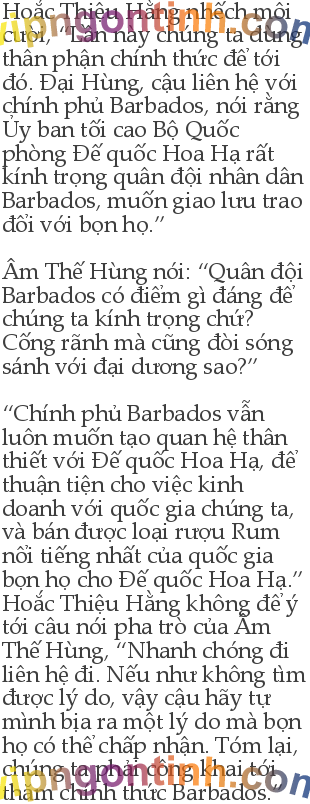 Hoắc Thiệu Hằng nhếch môi
cười, “Lần này chúng ta dùng
thân phận chính thức để tới
đó. Đại Hùng, cậu liên hệ với
chính phủ Barbados, nói rằng
Ủy ban tối cao Bộ Quốc
phòng Đế quốc Hoa Hạ rất
kính trọng quân đội nhân dân
Barbados, muốn giao lưu trao
đổi với bọn họ.”
Âm Thế Hùng nói: “Quân đội
Barbados có điểm gì đáng để
chúng ta kính trọng chứ?
Cống rãnh mà cũng đòi sóng
sánh với đại dương sao?”
“Chính phủ Barbados vẫn
luôn muốn tạo quan hệ thân
thiết với Đế quốc Hoa Hạ, để
thuận tiện cho việc kinh
doanh với quốc gia chúng ta,
và bán được loại rượu Rum
nổi tiếng nhất của quốc gia
bọn họ cho Đế quốc Hoa Hạ.”
Hoắc Thiệu Hằng không để ý
tới câu nói pha trò của Âm
Thế Hùng, “Nhanh chóng đi
liên hệ đi. Nếu như không tìm
được lý do, vậy cậu hãy tự
mình bịa ra một lý do mà bọn
họ có thể chấp nhận. Tóm lại,
chúng ta phải công khai tới
thăm chính thức Barbados.